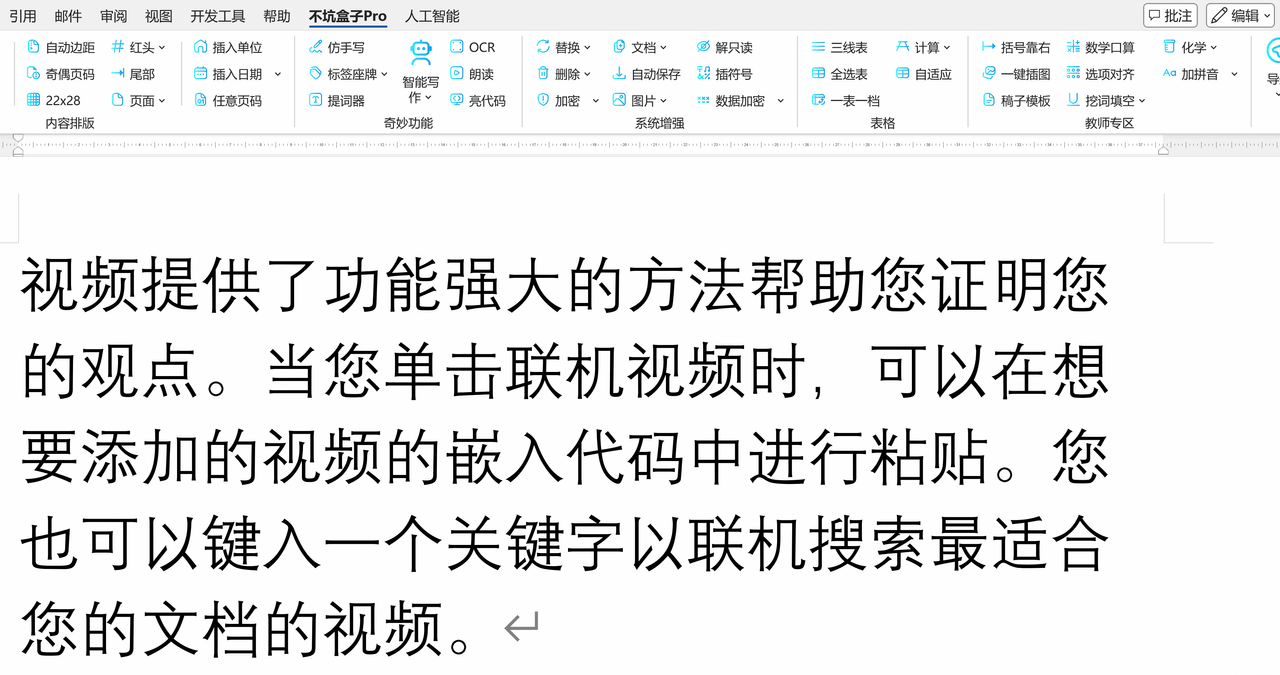 引用 邮件 审阅 视图 开发工具 帮助 不坑盒子Pro 人工智能 批注 编辑
自动边距 红头 插入单位 仿手写 OCR 替换 文档 解只读 三线表 计算 括号靠右 数学口算 化学
奇偶页码 尾部 插入日期 标签座牌 智能写作 朗读 删除 自动保存 插符号 全选表 自适应 一键插图 选项对齐 加拼音
22x28 页面 任意页码 提词器 亮代码 加密 图片 数据加密 一表一档 稿子模板 挖词填空
内容排版 奇妙功能 系统增强 表格 教师专区
视频提供了功能强大的方法帮助您证明您
的观点。当您单击联机视频时，可以在想
要添加的视频的嵌入代码中进行粘贴。您
也可以键入一个关键字以联机搜索最适合
您的文档的视频。